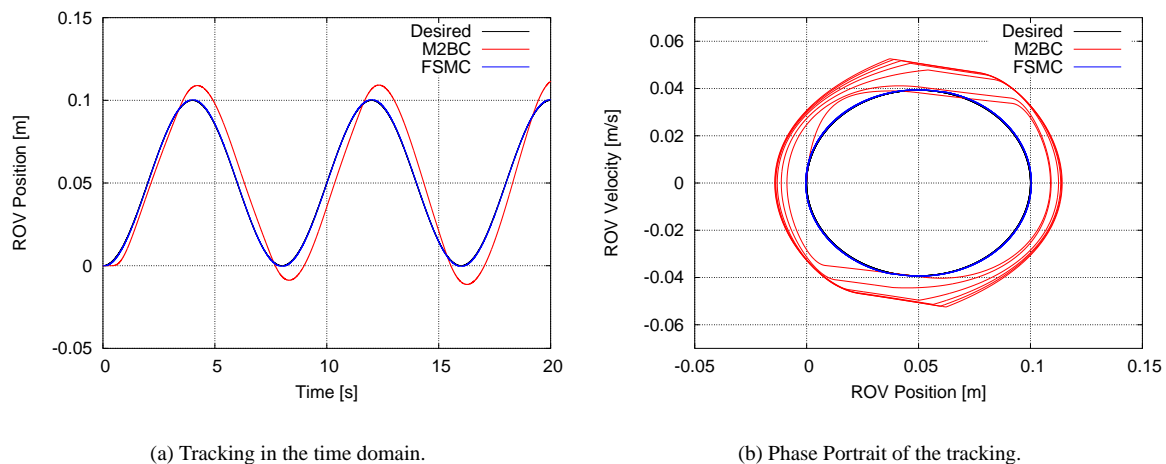 0.15
0.1
0.05
0
-0.05
0
5
10
15
20
ROV Position [m]
Time [s]
Desired
M2BC
FSMC
(a) Tracking in the time domain.
0.06
0.04
0.02
0
-0.02
-0.04
-0.06
-0.05
0
0.05
0.1
0.15
ROV Velocity [m/s]
ROV Position [m]
Desired
M2BC
FSMC
(b) Phase Portrait of the tracking.